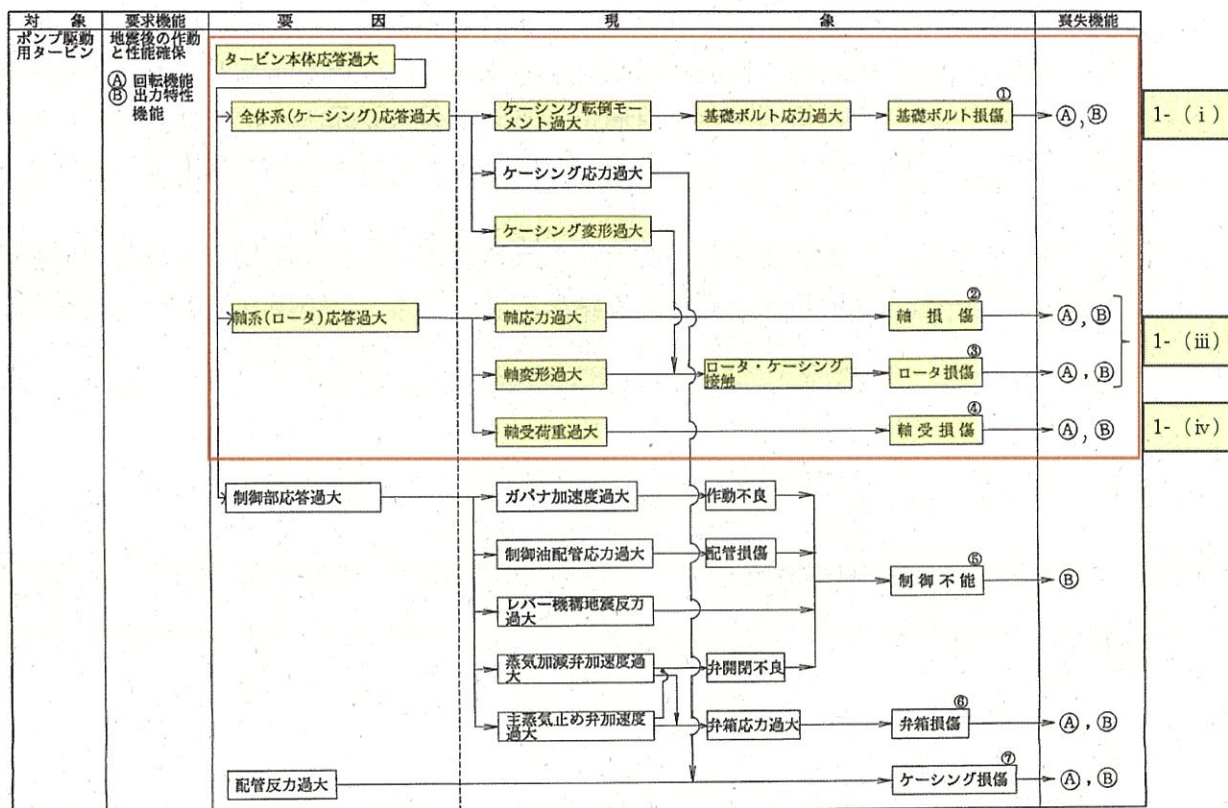 対象
要求機能
要因
現象
喪失機能
ポンプ駆動
用タービン
地震後の作動
と性能確保
Ⓐ 回転機能
Ⓑ 出力特性
機能
タービン本体応答過大
全体系(ケーシング)応答過大
ケーシング転倒モー
メント過大
基礎ボルト応力過大
①
基礎ボルト損傷
Ⓐ, Ⓑ
1- (i)
ケーシング応力過大
ケーシング変形過大
軸系(ロータ)応答過大
軸応力過大
②
軸損傷
Ⓐ, Ⓑ
1- (iii)
軸変形過大
ロータ・ケーシング
接触
③
ロータ損傷
Ⓐ, Ⓑ
軸受荷重過大
④
軸受損傷
Ⓐ, Ⓑ
1- (iv)
制御部応答過大
ガバナ加速度過大
作動不良
制御油配管応力過大
配管損傷
⑤
制御不能
Ⓑ
レバー機構地震反力
過大
蒸気加減弁加速度過
大
弁開閉不良
主蒸気止め弁加速度
過大
弁箱応力過大
⑥
弁箱損傷
Ⓐ, Ⓑ
配管反力過大
⑦
ケーシング損傷
Ⓐ, Ⓑ